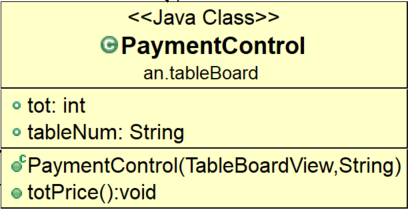 <<Java Class>>
PaymentControl
an.tableBoard
tot: int
tableNum: String
PaymentControl(TableBoardView,String)
totPrice():void